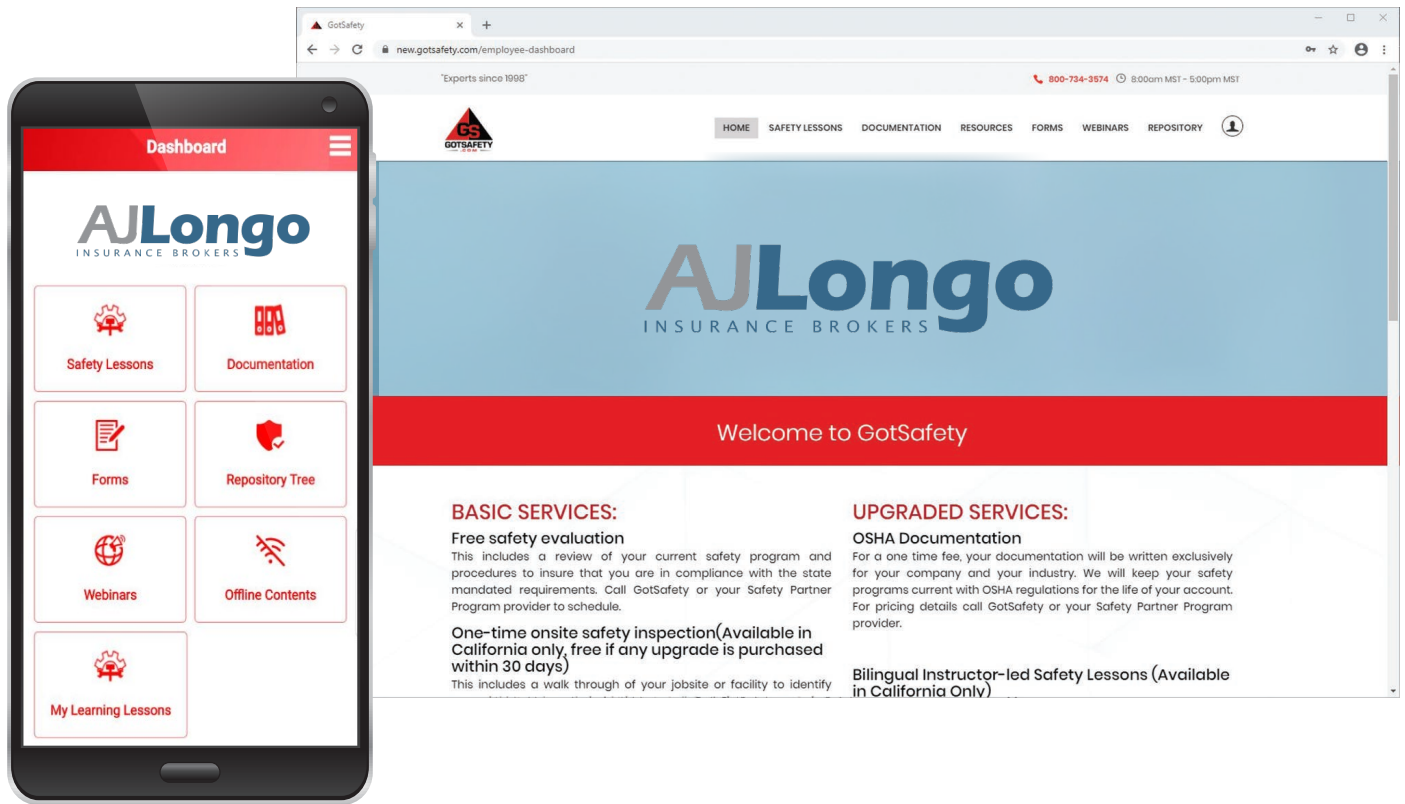 GotSafety
new.gotsafety.com/employee-dashboard
"Experts since 1998"
800-734-3574
8:00am MST - 5:00pm MST
GS
GOTSAFETY
.COM
HOME
SAFETY LESSONS
DOCUMENTATION
RESOURCES
FORMS
WEBINARS
REPOSITORY
AJLongo
INSURANCE BROKERS
Welcome to GotSafety
BASIC SERVICES:
Free safety evaluation
This includes a review of your current safety program and
procedures to insure that you are in compliance with the state
mandated requirements. Call GotSafety or your Safety Partner
Program provider to schedule.
One-time onsite safety inspection(Available in
California only, free if any upgrade is purchased
within 30 days)
This includes a walk through of your jobsite or facility to identify
UPGRADED SERVICES:
OSHA Documentation
For a one time fee, your documentation will be written exclusively
for your company and your industry. We will keep your safety
programs current with OSHA regulations for the life of your account.
For pricing details call GotSafety or your Safety Partner Program
provider.
Bilingual Instructor-led Safety Lessons (Available
in California Only)
Dashboard
AJLongo
INSURANCE BROKERS
Safety Lessons
Documentation
Forms
Repository Tree
Webinars
Offline Contents
My Learning Lessons